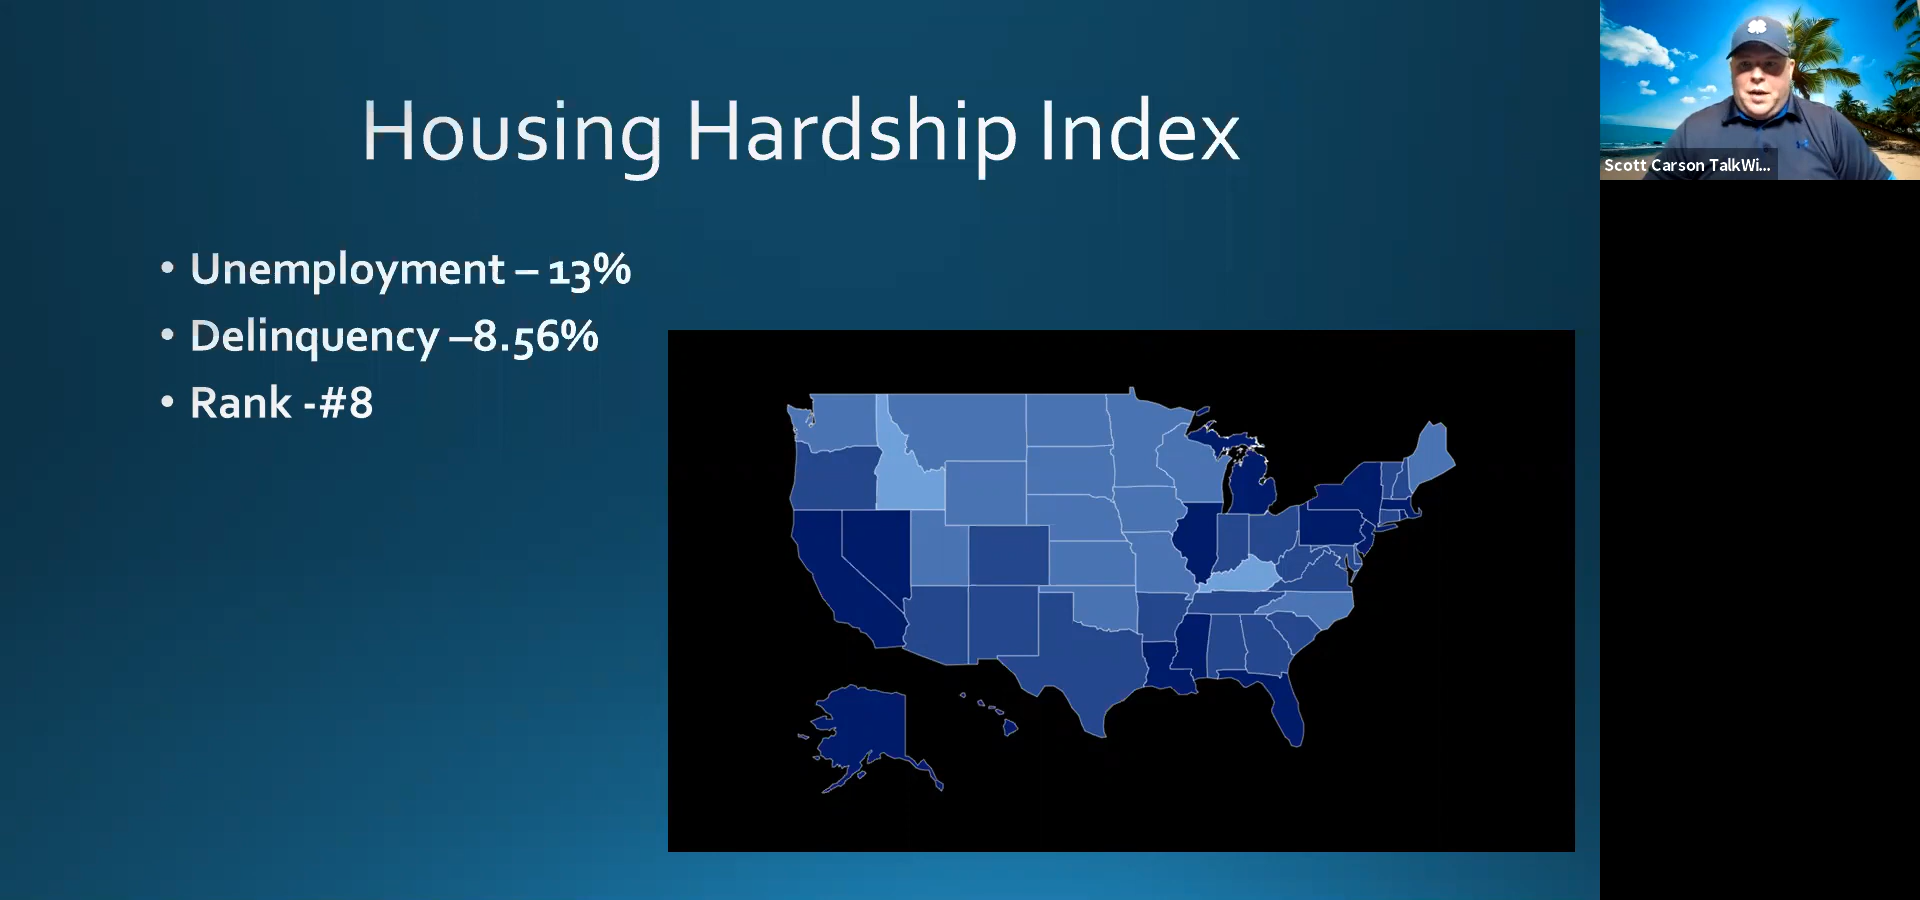 Housing Hardship Index
• Unemployment – 13%
• Delinquency –8.56%
• Rank -#8
Scott Carson TalkWi...